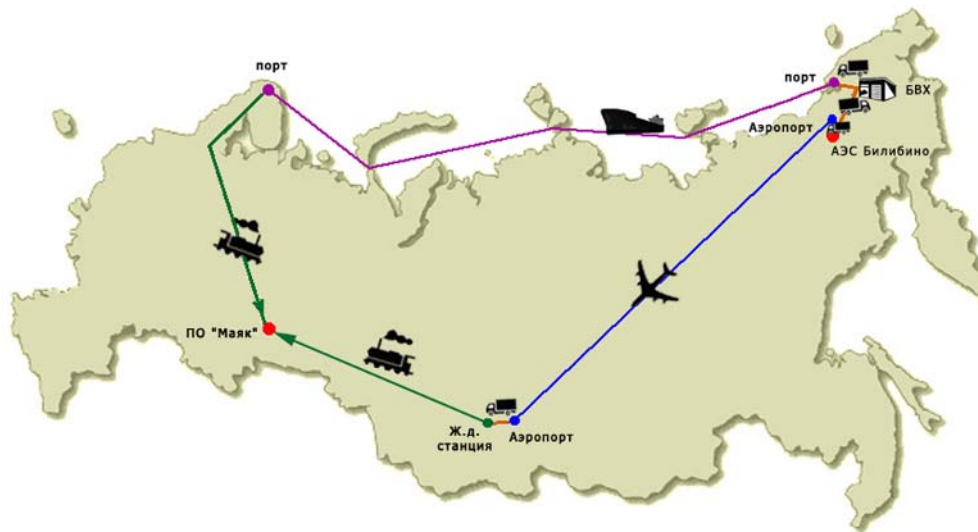 порт
порт
БВХ
Аэропорт
АЭС Билибино
ПО "Маяк"
Ж.д.
станция
Аэропорт